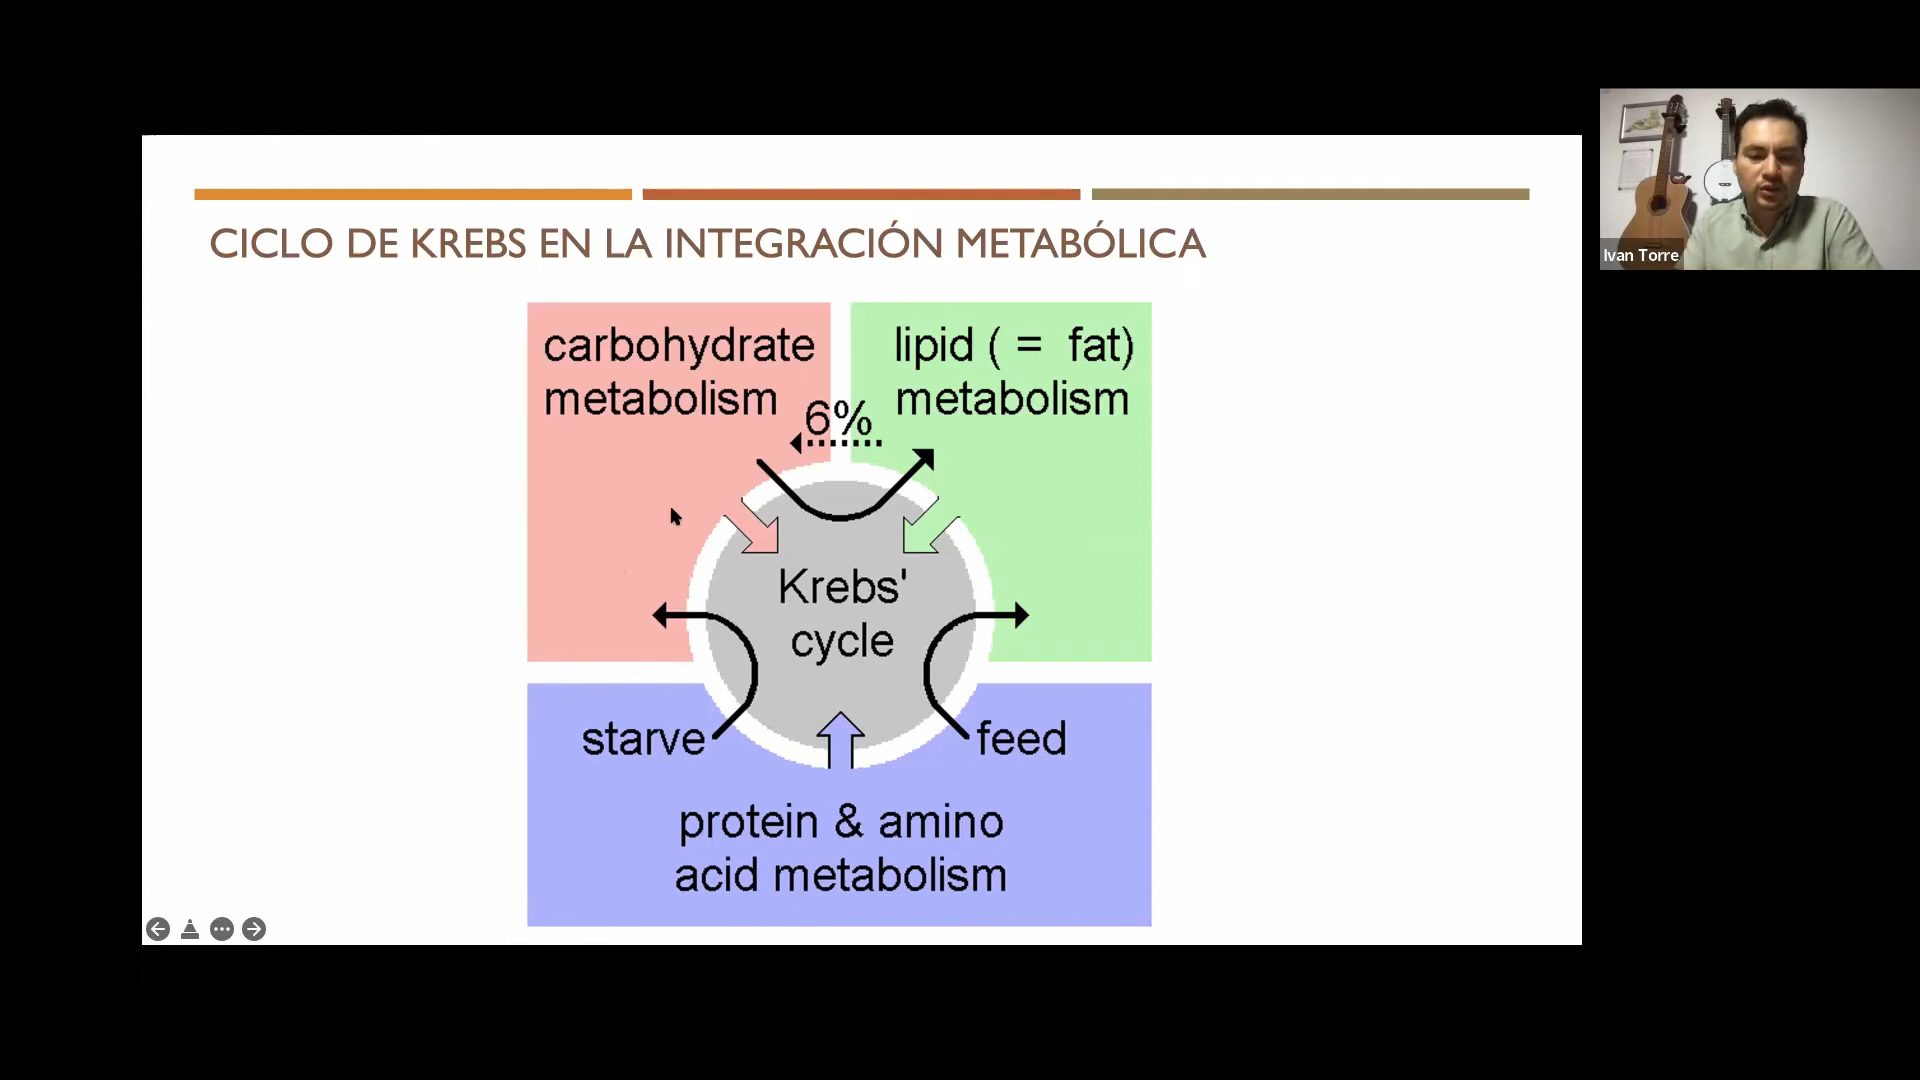 CICLO DE KREBS EN LA INTEGRACIÓN METABÓLICA
carbohydrate
metabolism
lipid ( = fat)
metabolism
6%
Krebs'
cycle
starve
feed
protein & amino
acid metabolism
Ivan Torre